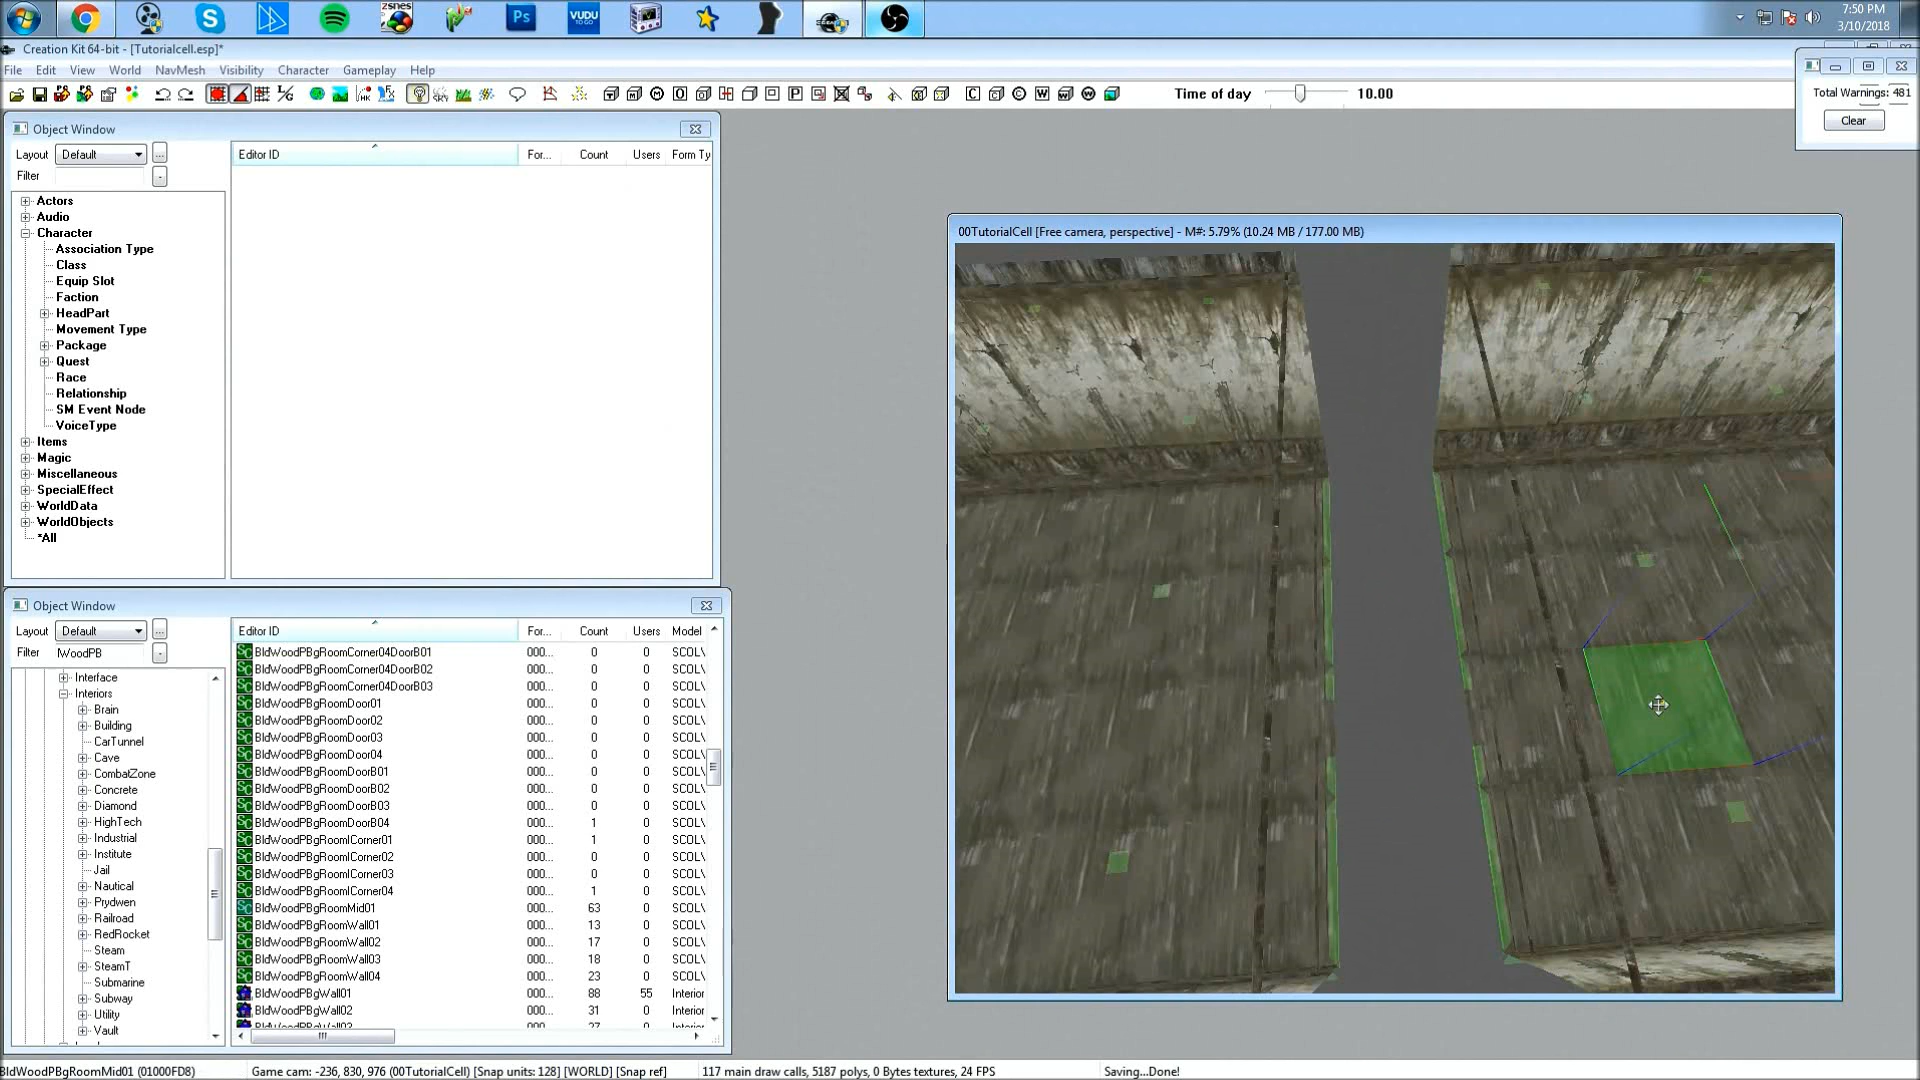 zsnes
Ps
VUDU
TO GO
7:50 PM
3/10/2018
Creation Kit 64-bit - [Tutorialcell.esp]*
File Edit View World NavMesh Visibility Character Gameplay Help
Time of day 10.00
Total Warnings: 481
Clear
Object Window
Layout Default ...
Filter -
Editor ID For... Count Users Form Ty
Actors
Audio
Character
Association Type
Class
Equip Slot
Faction
HeadPart
Movement Type
Package
Quest
Race
Relationship
SM Event Node
VoiceType
Items
Magic
Miscellaneous
SpecialEffect
WorldData
WorldObjects
*All
00TutorialCell [Free camera, perspective] - M#: 5.79% (10.24 MB / 177.00 MB)
Object Window
Layout Default ...
Filter lWoodPB -
Interface
Interiors
Brain
Building
CarTunnel
Cave
CombatZone
Concrete
Diamond
HighTech
Industrial
Institute
Jail
Nautical
Prydwen
Railroad
RedRocket
Steam
SteamT
Submarine
Subway
Utility
Vault
Editor ID For... Count Users Model
BldWoodPBgRoomCorner04DoorB01 000... 0 0 SCOL\
BldWoodPBgRoomCorner04DoorB02 000... 0 0 SCOL\
BldWoodPBgRoomCorner04DoorB03 000... 0 0 SCOL\
BldWoodPBgRoomDoor01 000... 0 0 SCOL\
BldWoodPBgRoomDoor02 000... 0 0 SCOL\
BldWoodPBgRoomDoor03 000... 0 0 SCOL\
BldWoodPBgRoomDoor04 000... 0 0 SCOL\
BldWoodPBgRoomDoorB01 000... 0 0 SCOL\
BldWoodPBgRoomDoorB02 000... 0 0 SCOL\
BldWoodPBgRoomDoorB03 000... 0 0 SCOL\
BldWoodPBgRoomDoorB04 000... 1 0 SCOL\
BldWoodPBgRoomICorner01 000... 1 0 SCOL\
BldWoodPBgRoomICorner02 000... 0 0 SCOL\
BldWoodPBgRoomICorner03 000... 0 0 SCOL\
BldWoodPBgRoomICorner04 000... 1 0 SCOL\
BldWoodPBgRoomMid01 000... 63 0 SCOL\
BldWoodPBgRoomWall01 000... 13 0 SCOL\
BldWoodPBgRoomWall02 000... 17 0 SCOL\
BldWoodPBgRoomWall03 000... 18 0 SCOL\
BldWoodPBgRoomWall04 000... 23 0 SCOL\
BldWoodPBgWall01 000... 88 55 Interior
BldWoodPBgWall02 000... 31 0 Interior
BldWoodPBgRoomMid01 (01000FD8) Game cam: -236, 830, 976 (00TutorialCell) [Snap units: 128] [WORLD] [Snap ref] 117 main draw calls, 5187 polys, 0 Bytes textures, 24 FPS Saving...Done!